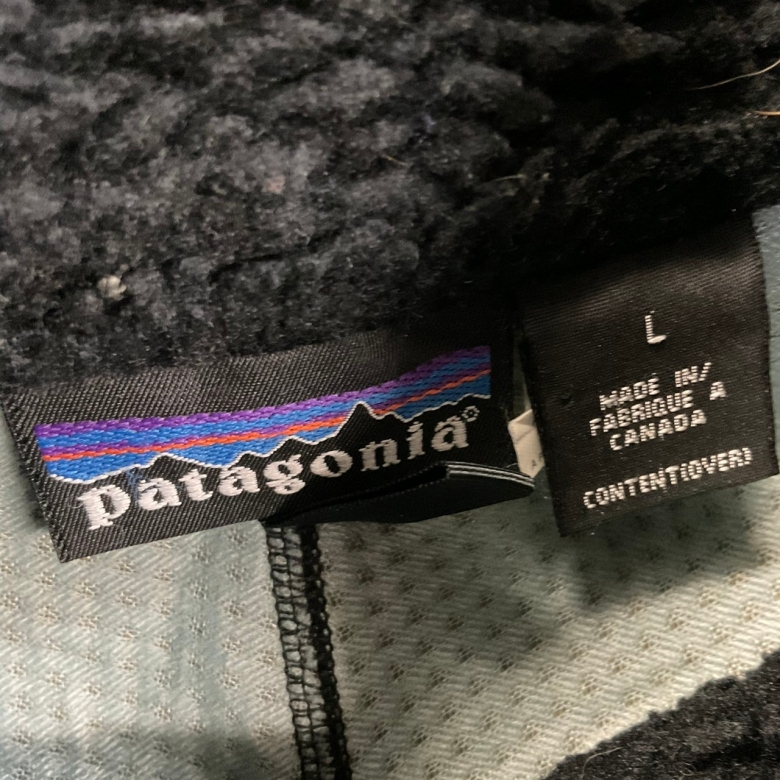 patagonia®
L
MADE IN/
FABRIQUE A
CANADA
CONTENT(OVER)